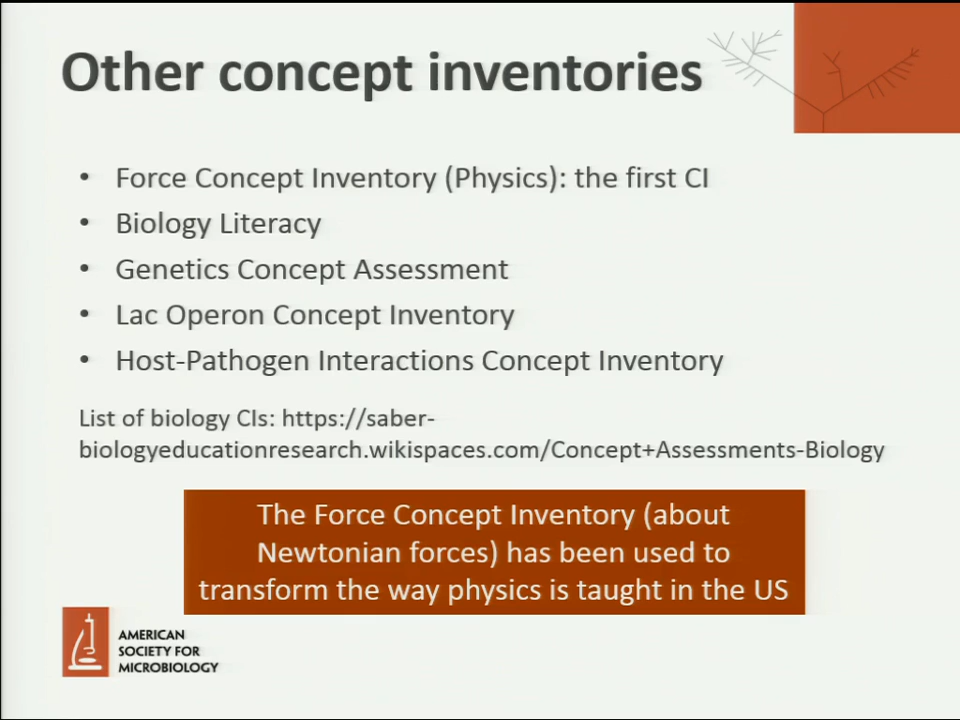 Other concept inventories
• Force Concept Inventory (Physics): the first CI
• Biology Literacy
• Genetics Concept Assessment
• Lac Operon Concept Inventory
• Host-Pathogen Interactions Concept Inventory
List of biology CIs: https://saber-
biologyeducationresearch.wikispaces.com/Concept+Assessments-Biology
The Force Concept Inventory (about
Newtonian forces) has been used to
transform the way physics is taught in the US
AMERICAN
SOCIETY FOR
MICROBIOLOGY